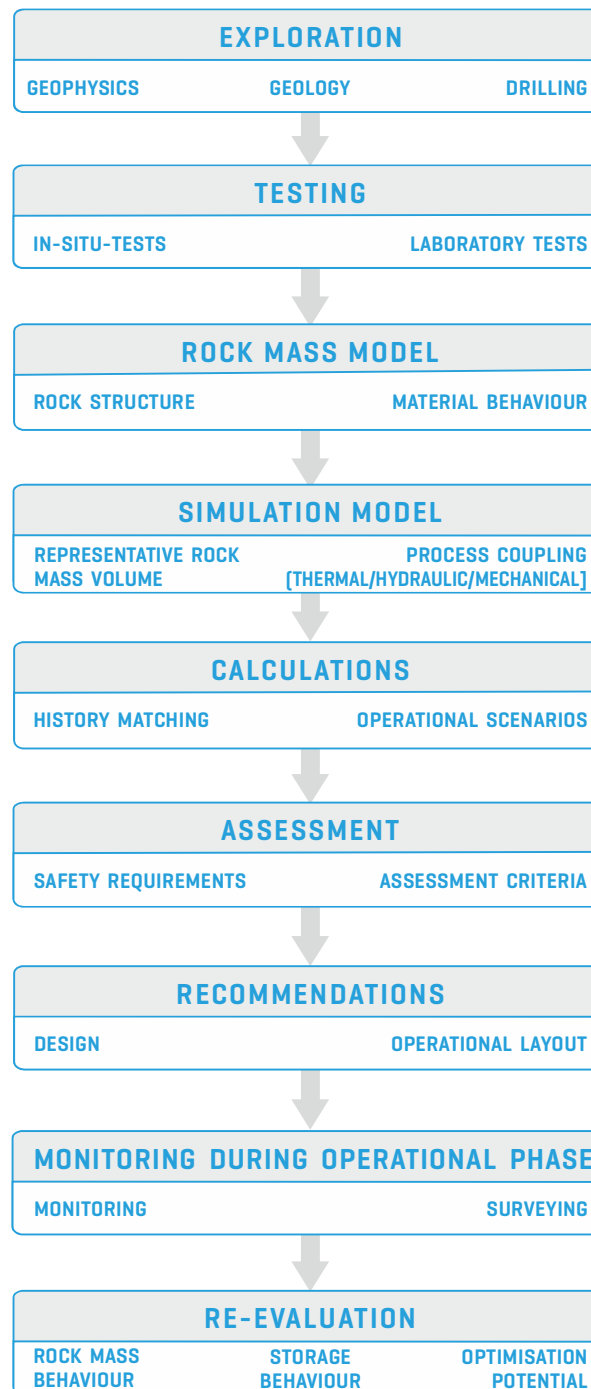 EXPLORATION
GEOPHYSICS GEOLOGY DRILLING
TESTING
IN-SITU-TESTS LABORATORY TESTS
ROCK MASS MODEL
ROCK STRUCTURE MATERIAL BEHAVIOUR
SIMULATION MODEL
REPRESENTATIVE ROCK PROCESS COUPLING
MASS VOLUME [THERMAL/HYDRAULIC/MECHANICAL]
CALCULATIONS
HISTORY MATCHING OPERATIONAL SCENARIOS
ASSESSMENT
SAFETY REQUIREMENTS ASSESSMENT CRITERIA
RECOMMENDATIONS
DESIGN OPERATIONAL LAYOUT
MONITORING DURING OPERATIONAL PHASE
MONITORING SURVEYING
RE-EVALUATION
ROCK MASS STORAGE OPTIMISATION
BEHAVIOUR BEHAVIOUR POTENTIAL